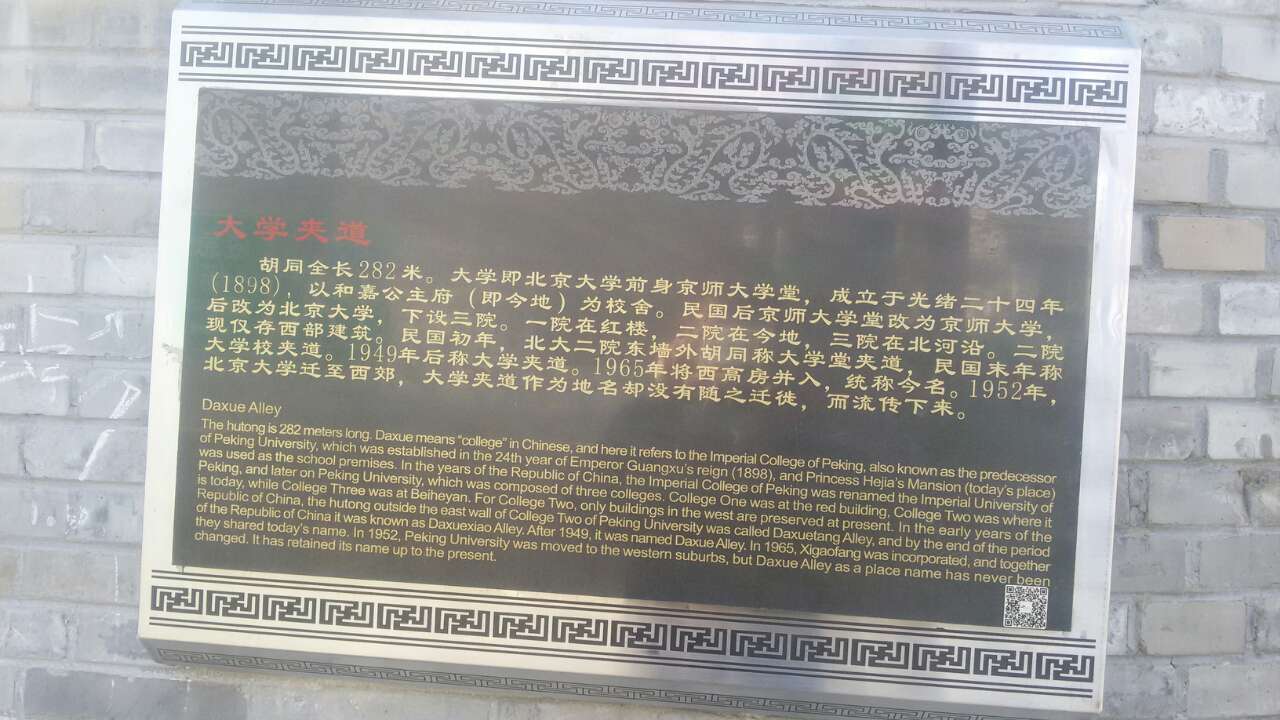 大学夹道
胡同全长282米。大学即北京大学前身京师大学堂，成立于光绪二十四年
(1898)，以和嘉公主府（即今地）为校舍。民国后京师大学堂改为京师大学，
后改为北京大学，下设三院。一院在红楼，二院在今地，三院在北河沿。二院
现仅存西部建筑。民国初年，北大二院东墙外胡同称大学堂夹道，民国末年称
大学校夹道。1949年后称大学夹道。1965年将西高房并入，统称今名。1952年，
北京大学迁至西郊，大学夹道作为地名却没有随之迁徙，而流传下来。
Daxue Alley
The hutong is 282 meters long. Daxue means “college” in Chinese, and here it refers to the Imperial College of Peking, also known as the predecessor
of Peking University, which was established in the 24th year of Emperor Guangxu’s reign (1898), and Princess Hejia’s Mansion (today’s place)
was used as the school premises. In the years of the Republic of China, the Imperial College of Peking was renamed the Imperial University of
Peking, and later on Peking University, which was composed of three colleges. College One was at the red building, College Two was where it
is today, while College Three was at Beiheyan. For College Two, only buildings in the west are preserved at present. In the early years of the
Republic of China, the hutong outside the east wall of College Two of Peking University was called Daxuetang Alley, and by the end of the period
of the Republic of China it was known as Daxuexiao Alley. After 1949, it was named Daxue Alley. In 1965, Xigaofang was incorporated, and together
they shared today’s name. In 1952, Peking University was moved to the western suburbs, but Daxue Alley as a place name has never been
changed. It has retained its name up to the present.